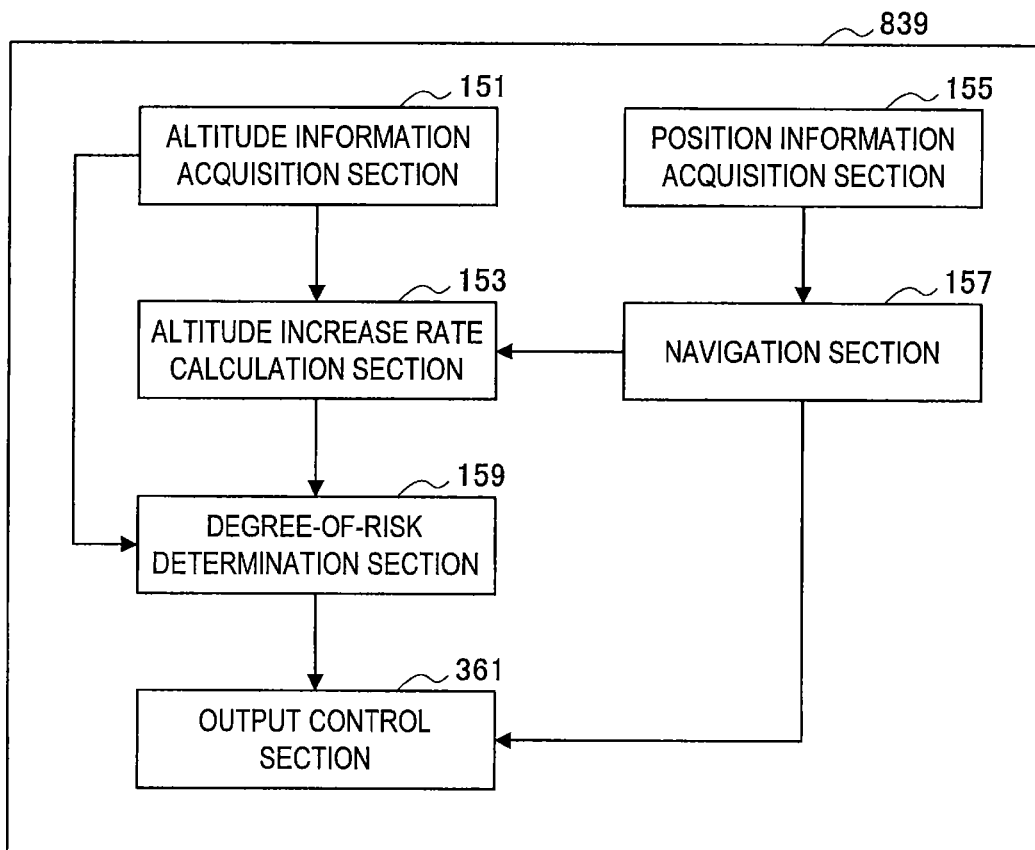 839
151
ALTITUDE INFORMATION
ACQUISITION SECTION
155
POSITION INFORMATION
ACQUISITION SECTION
153
ALTITUDE INCREASE RATE
CALCULATION SECTION
157
NAVIGATION SECTION
159
DEGREE-OF-RISK
DETERMINATION SECTION
361
OUTPUT CONTROL
SECTION